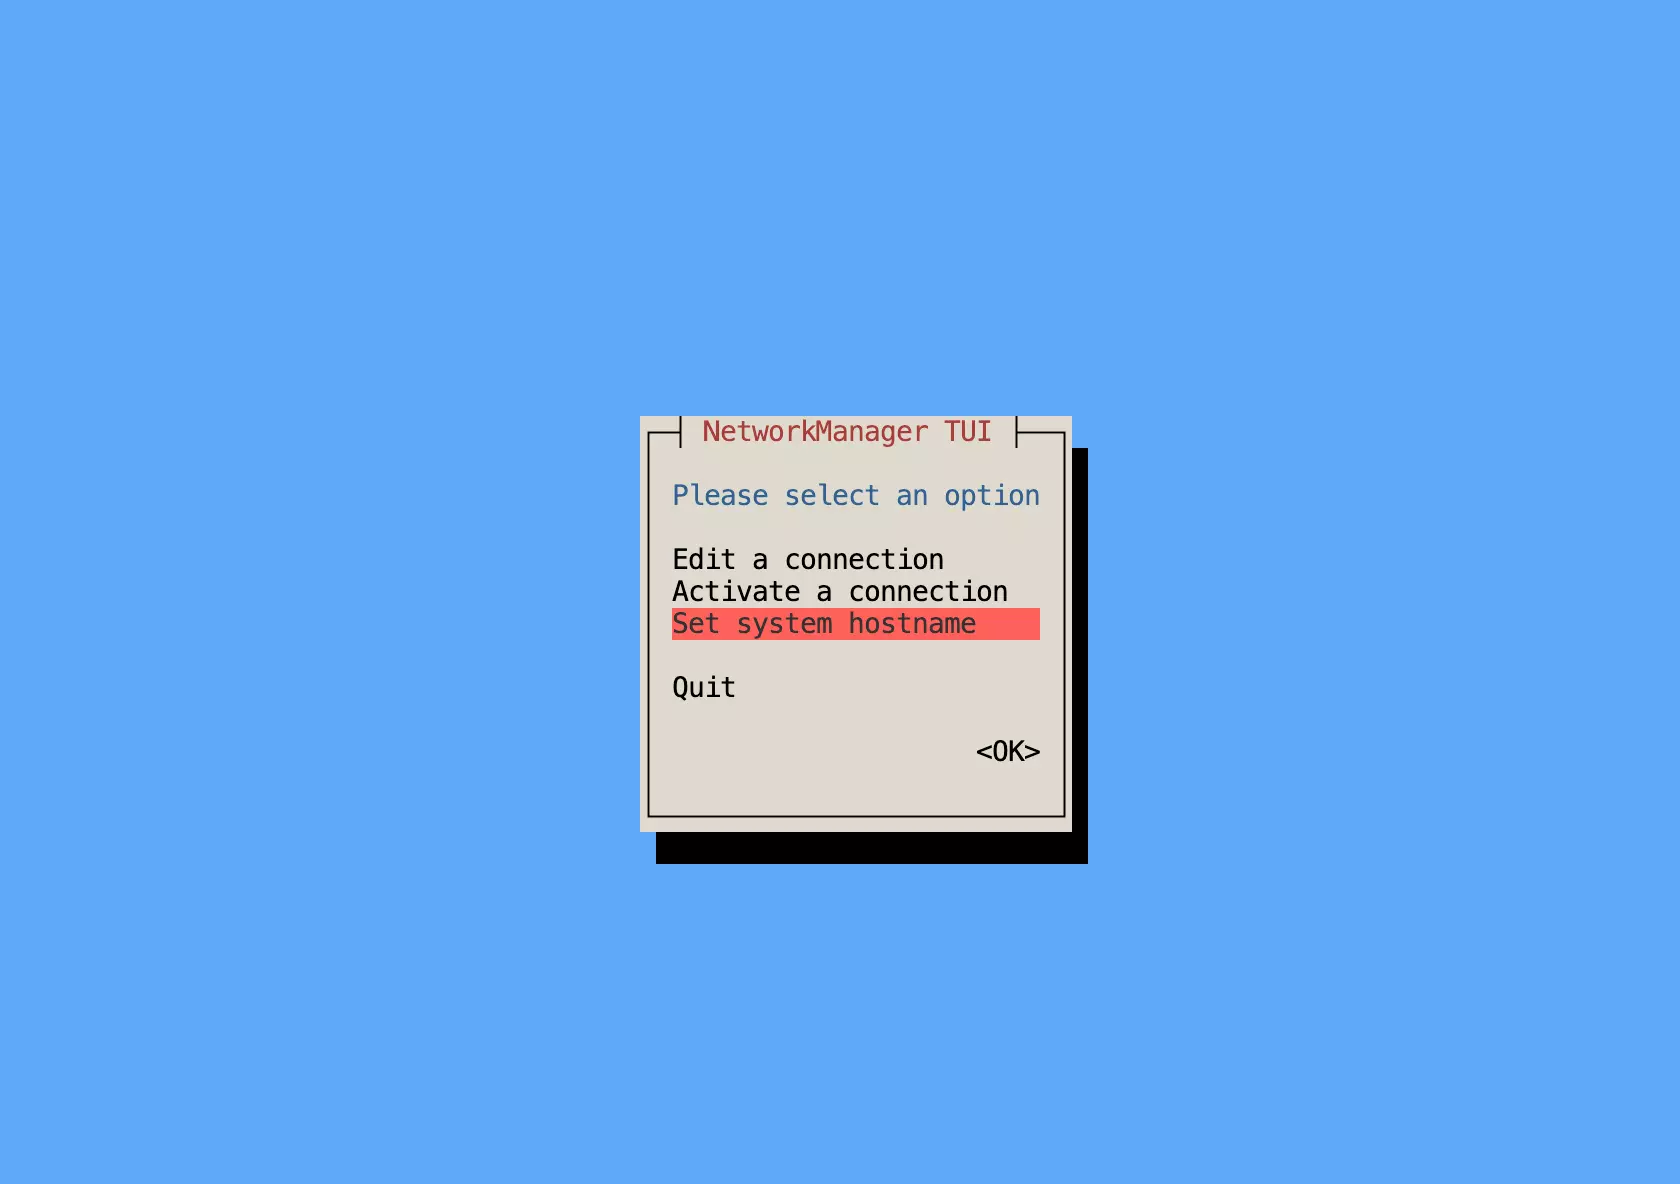 NetworkManager TUI
Please select an option
Edit a connection
Activate a connection
Set system hostname
Quit
<OK>